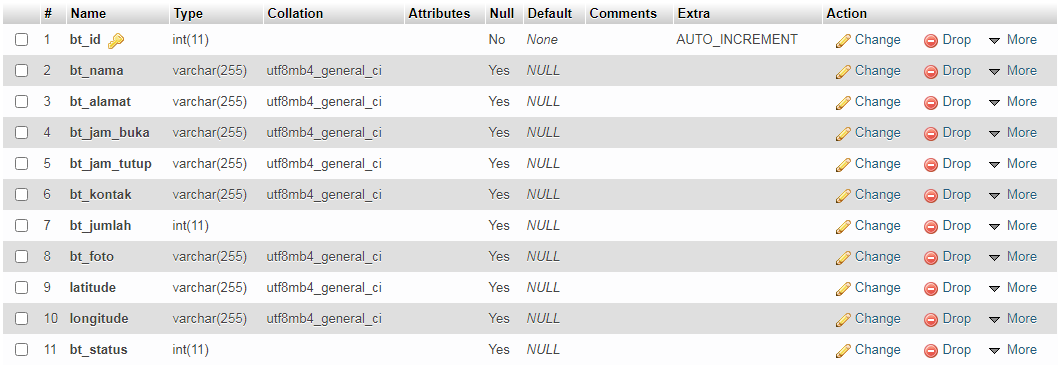 # Name Type Collation Attributes Null Default Comments Extra Action
1 bt_id int(11) No None AUTO_INCREMENT Change Drop More
2 bt_nama varchar(255) utf8mb4_general_ci Yes NULL Change Drop More
3 bt_alamat varchar(255) utf8mb4_general_ci Yes NULL Change Drop More
4 bt_jam_buka varchar(255) utf8mb4_general_ci Yes NULL Change Drop More
5 bt_jam_tutup varchar(255) utf8mb4_general_ci Yes NULL Change Drop More
6 bt_kontak varchar(255) utf8mb4_general_ci Yes NULL Change Drop More
7 bt_jumlah int(11) Yes NULL Change Drop More
8 bt_foto varchar(255) utf8mb4_general_ci Yes NULL Change Drop More
9 latitude varchar(255) utf8mb4_general_ci Yes NULL Change Drop More
10 longitude varchar(255) utf8mb4_general_ci Yes NULL Change Drop More
11 bt_status int(11) Yes NULL Change Drop More